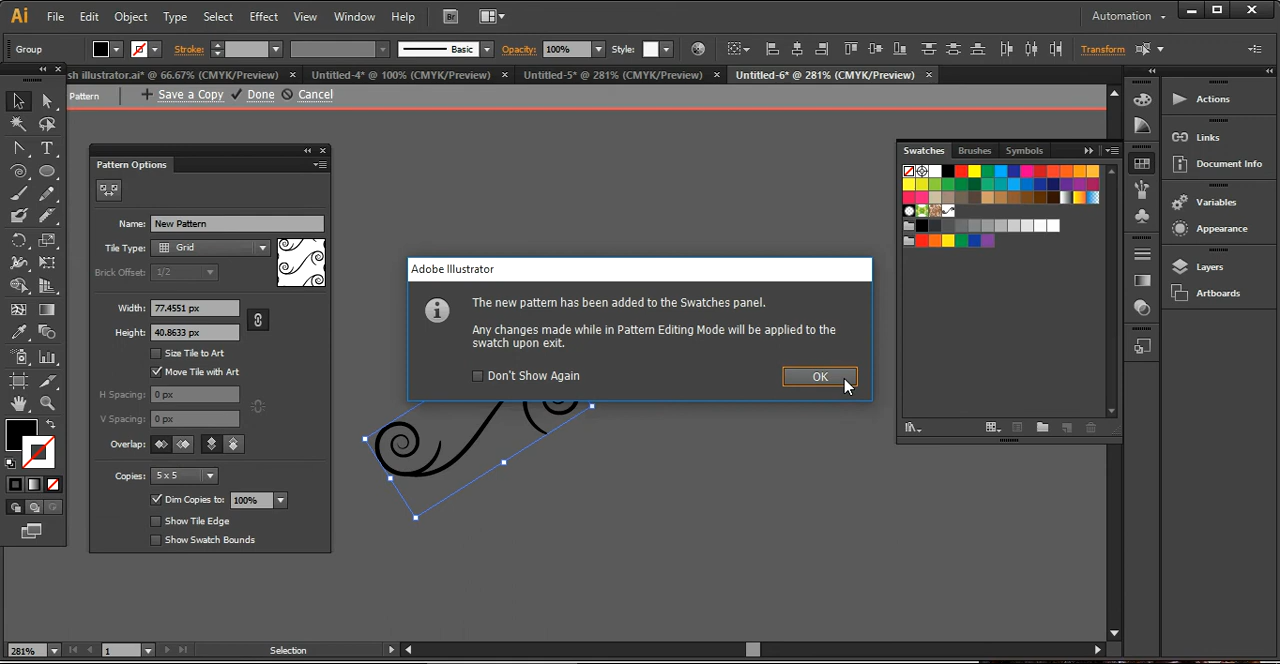 Ai File Edit Object Type Select Effect View Window Help Br Automation
Group Stroke: Basic Opacity: 100% Style: Transform
sh illustrator.ai* @ 66.67% (CMYK/Preview) Untitled-4* @ 100% (CMYK/Preview) Untitled-5* @ 281% (CMYK/Preview) Untitled-6* @ 281% (CMYK/Preview)
Pattern Save a Copy Done Cancel
Pattern Options
Name: New Pattern
Tile Type: Grid
Brick Offset: 1/2
Width: 77.4551 px
Height: 40.8633 px
Size Tile to Art
Move Tile with Art
H Spacing: 0 px
V Spacing: 0 px
Overlap:
Copies: 5 x 5
Dim Copies to: 100%
Show Tile Edge
Show Swatch Bounds
Adobe Illustrator
The new pattern has been added to the Swatches panel.
Any changes made while in Pattern Editing Mode will be applied to the
swatch upon exit.
Don't Show Again OK
Swatches Brushes Symbols
Actions
Links
Document Info
Variables
Appearance
Layers
Artboards
281% 1 Selection